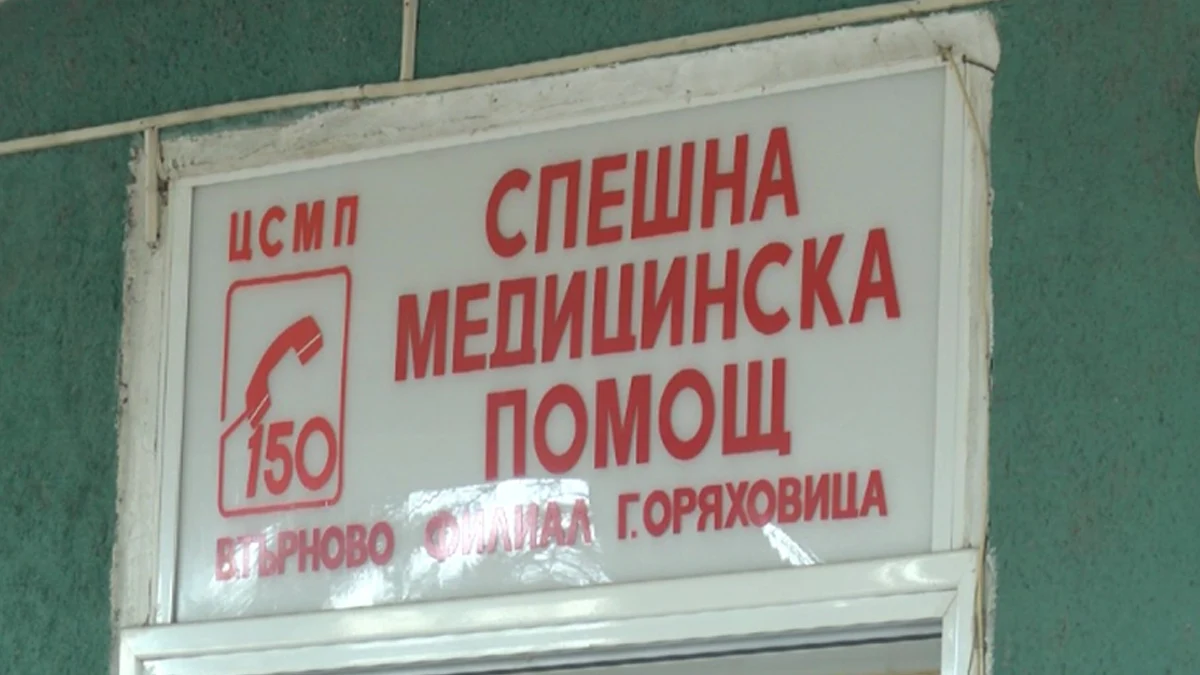 ЦСМП
150
СПЕШНА
МЕДИЦИНСКА
ПОМОЩ
В.ТЪРНОВО ФИЛИАЛ Г.ОРЯХОВИЦА